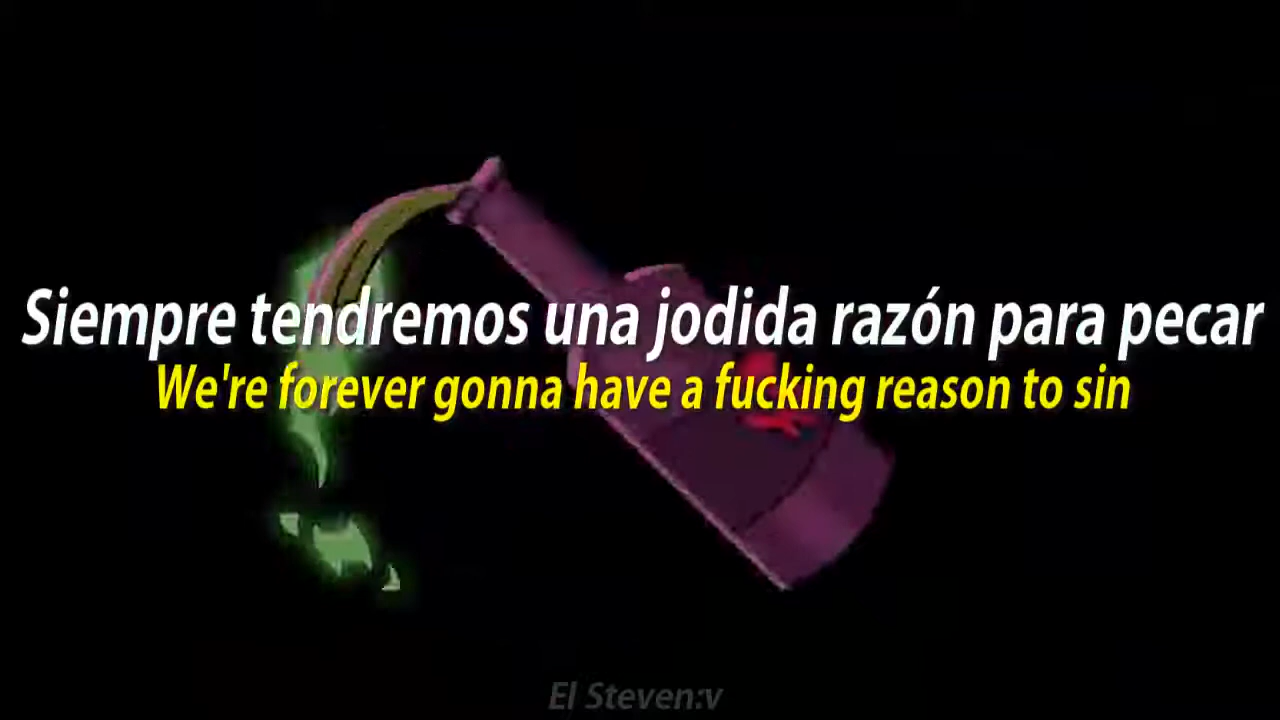 Siempre tendremos una jodida razón para pecar
We're forever gonna have a fucking reason to sin
El Steven:v